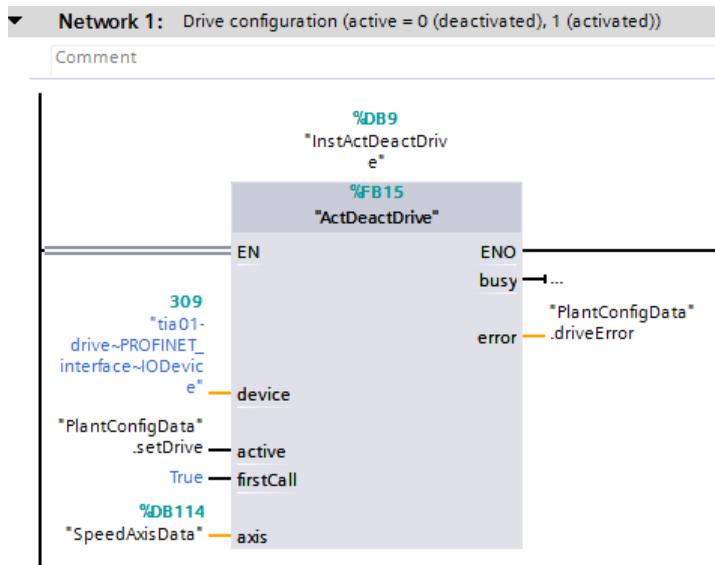 Network 1: Drive configuration (active = 0 (deactivated), 1 (activated))
Comment
%DB9
"InstActDeactDriv
e"
%FB15
"ActDeactDrive"
EN
ENO
busy
...
309
"tia01-
drive~PROFINET_
interface~IODevic
e"
device
"PlantConfigData"
.driveError
error
"PlantConfigData"
.setDrive
active
True
firstCall
%DB114
"SpeedAxisData"
axis